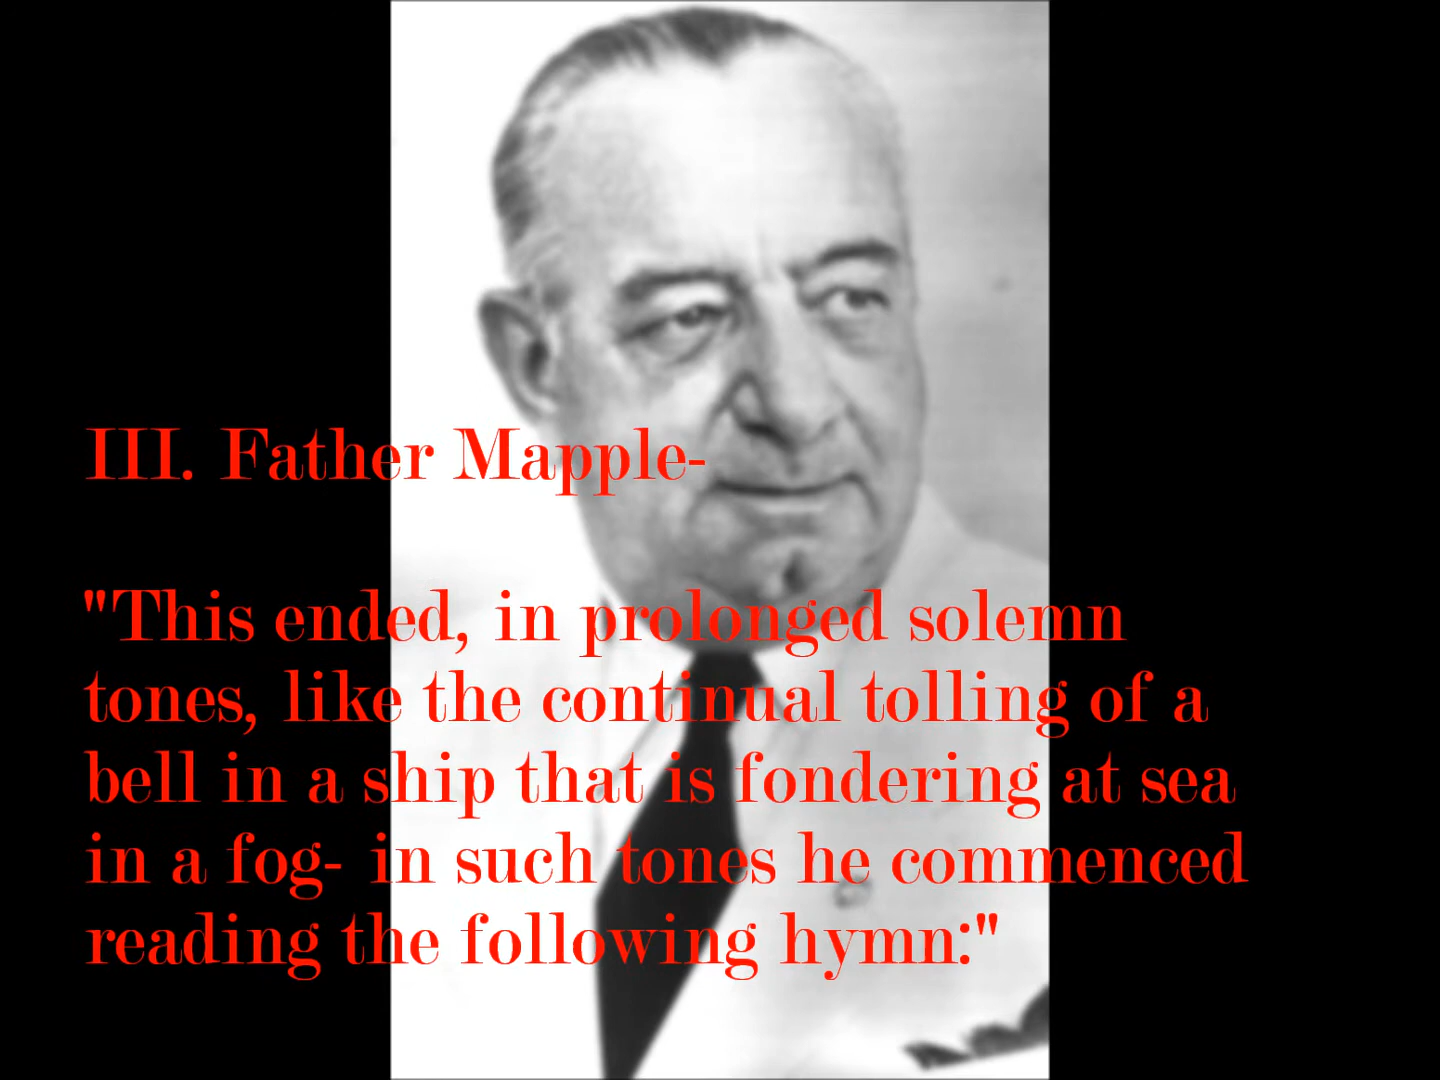 III. Father Mapple-
"This ended, in prolonged solemn
tones, like the continual tolling of a
bell in a ship that is fondering at sea
in a fog- in such tones he commenced
reading the following hymn:"